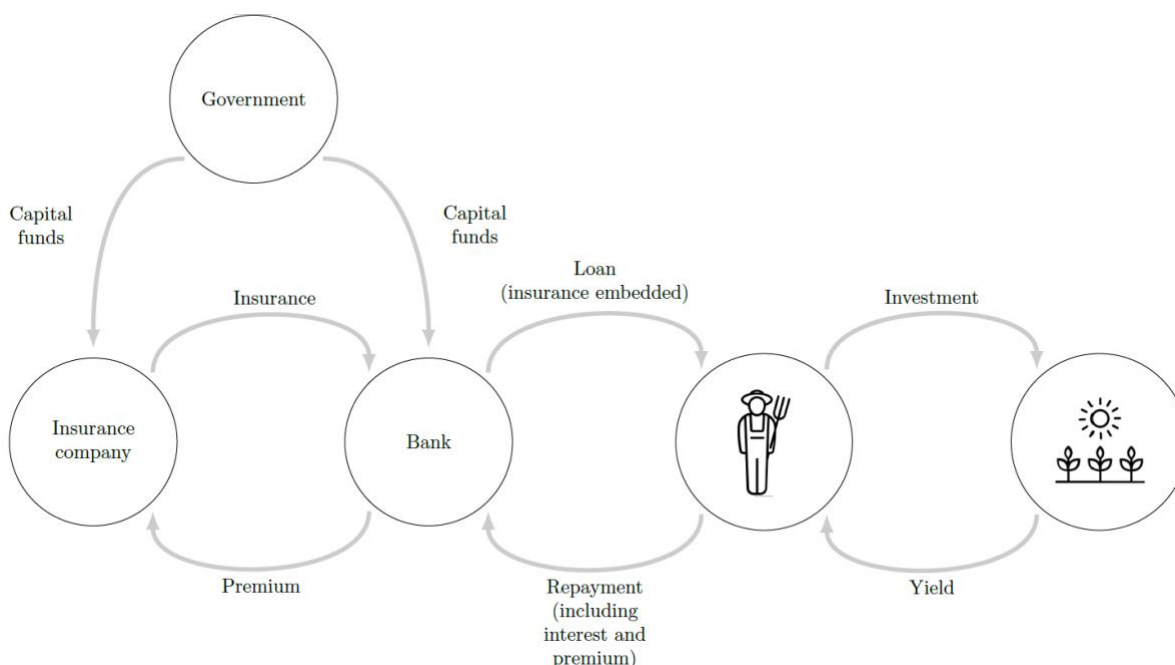 Government
Capital
funds
Capital
funds
Insurance
Loan
(insurance embedded)
Investment
Insurance
company
Bank
Premium
Repayment
(including
interest and
premium)
Yield